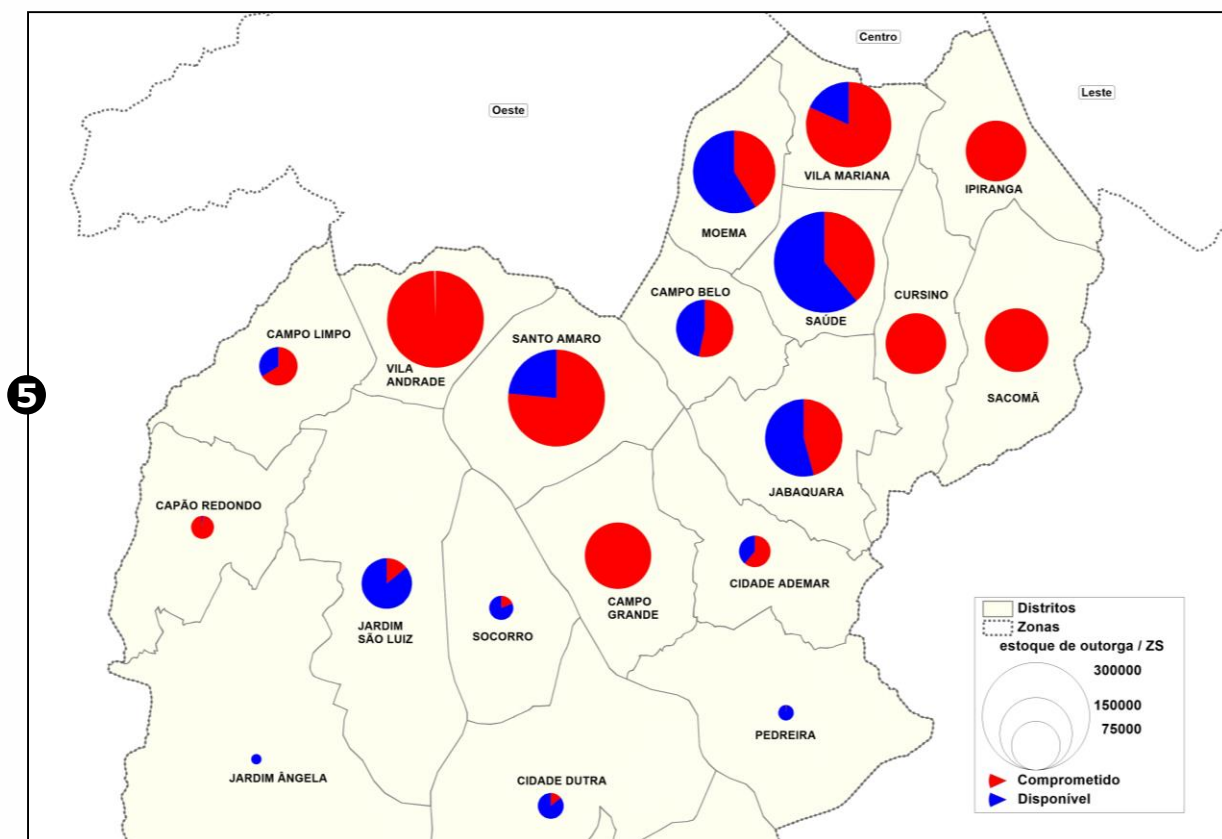 Centro
Oeste
Leste
VILA MARIANA
IPIRANGA
MOEMA
CAMPO BELO
CURSINO
SAÚDE
CAMPO LIMPO
SANTO AMARO
VILA
ANDRADE
5
SACOMÃ
CAPÃO REDONDO
JABAQUARA
CIDADE ADEMAR
CAMPO
GRANDE
JARDIM
SÃO LUIZ
SOCORRO
PEDREIRA
JARDIM ÂNGELA
CIDADE DUTRA
Distritos
Zonas
estoque de outorga / ZS
300000
150000
75000
Comprometido
Disponível